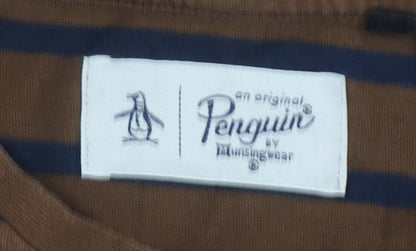 an original
Penguin®
BY
Munsingwear
®